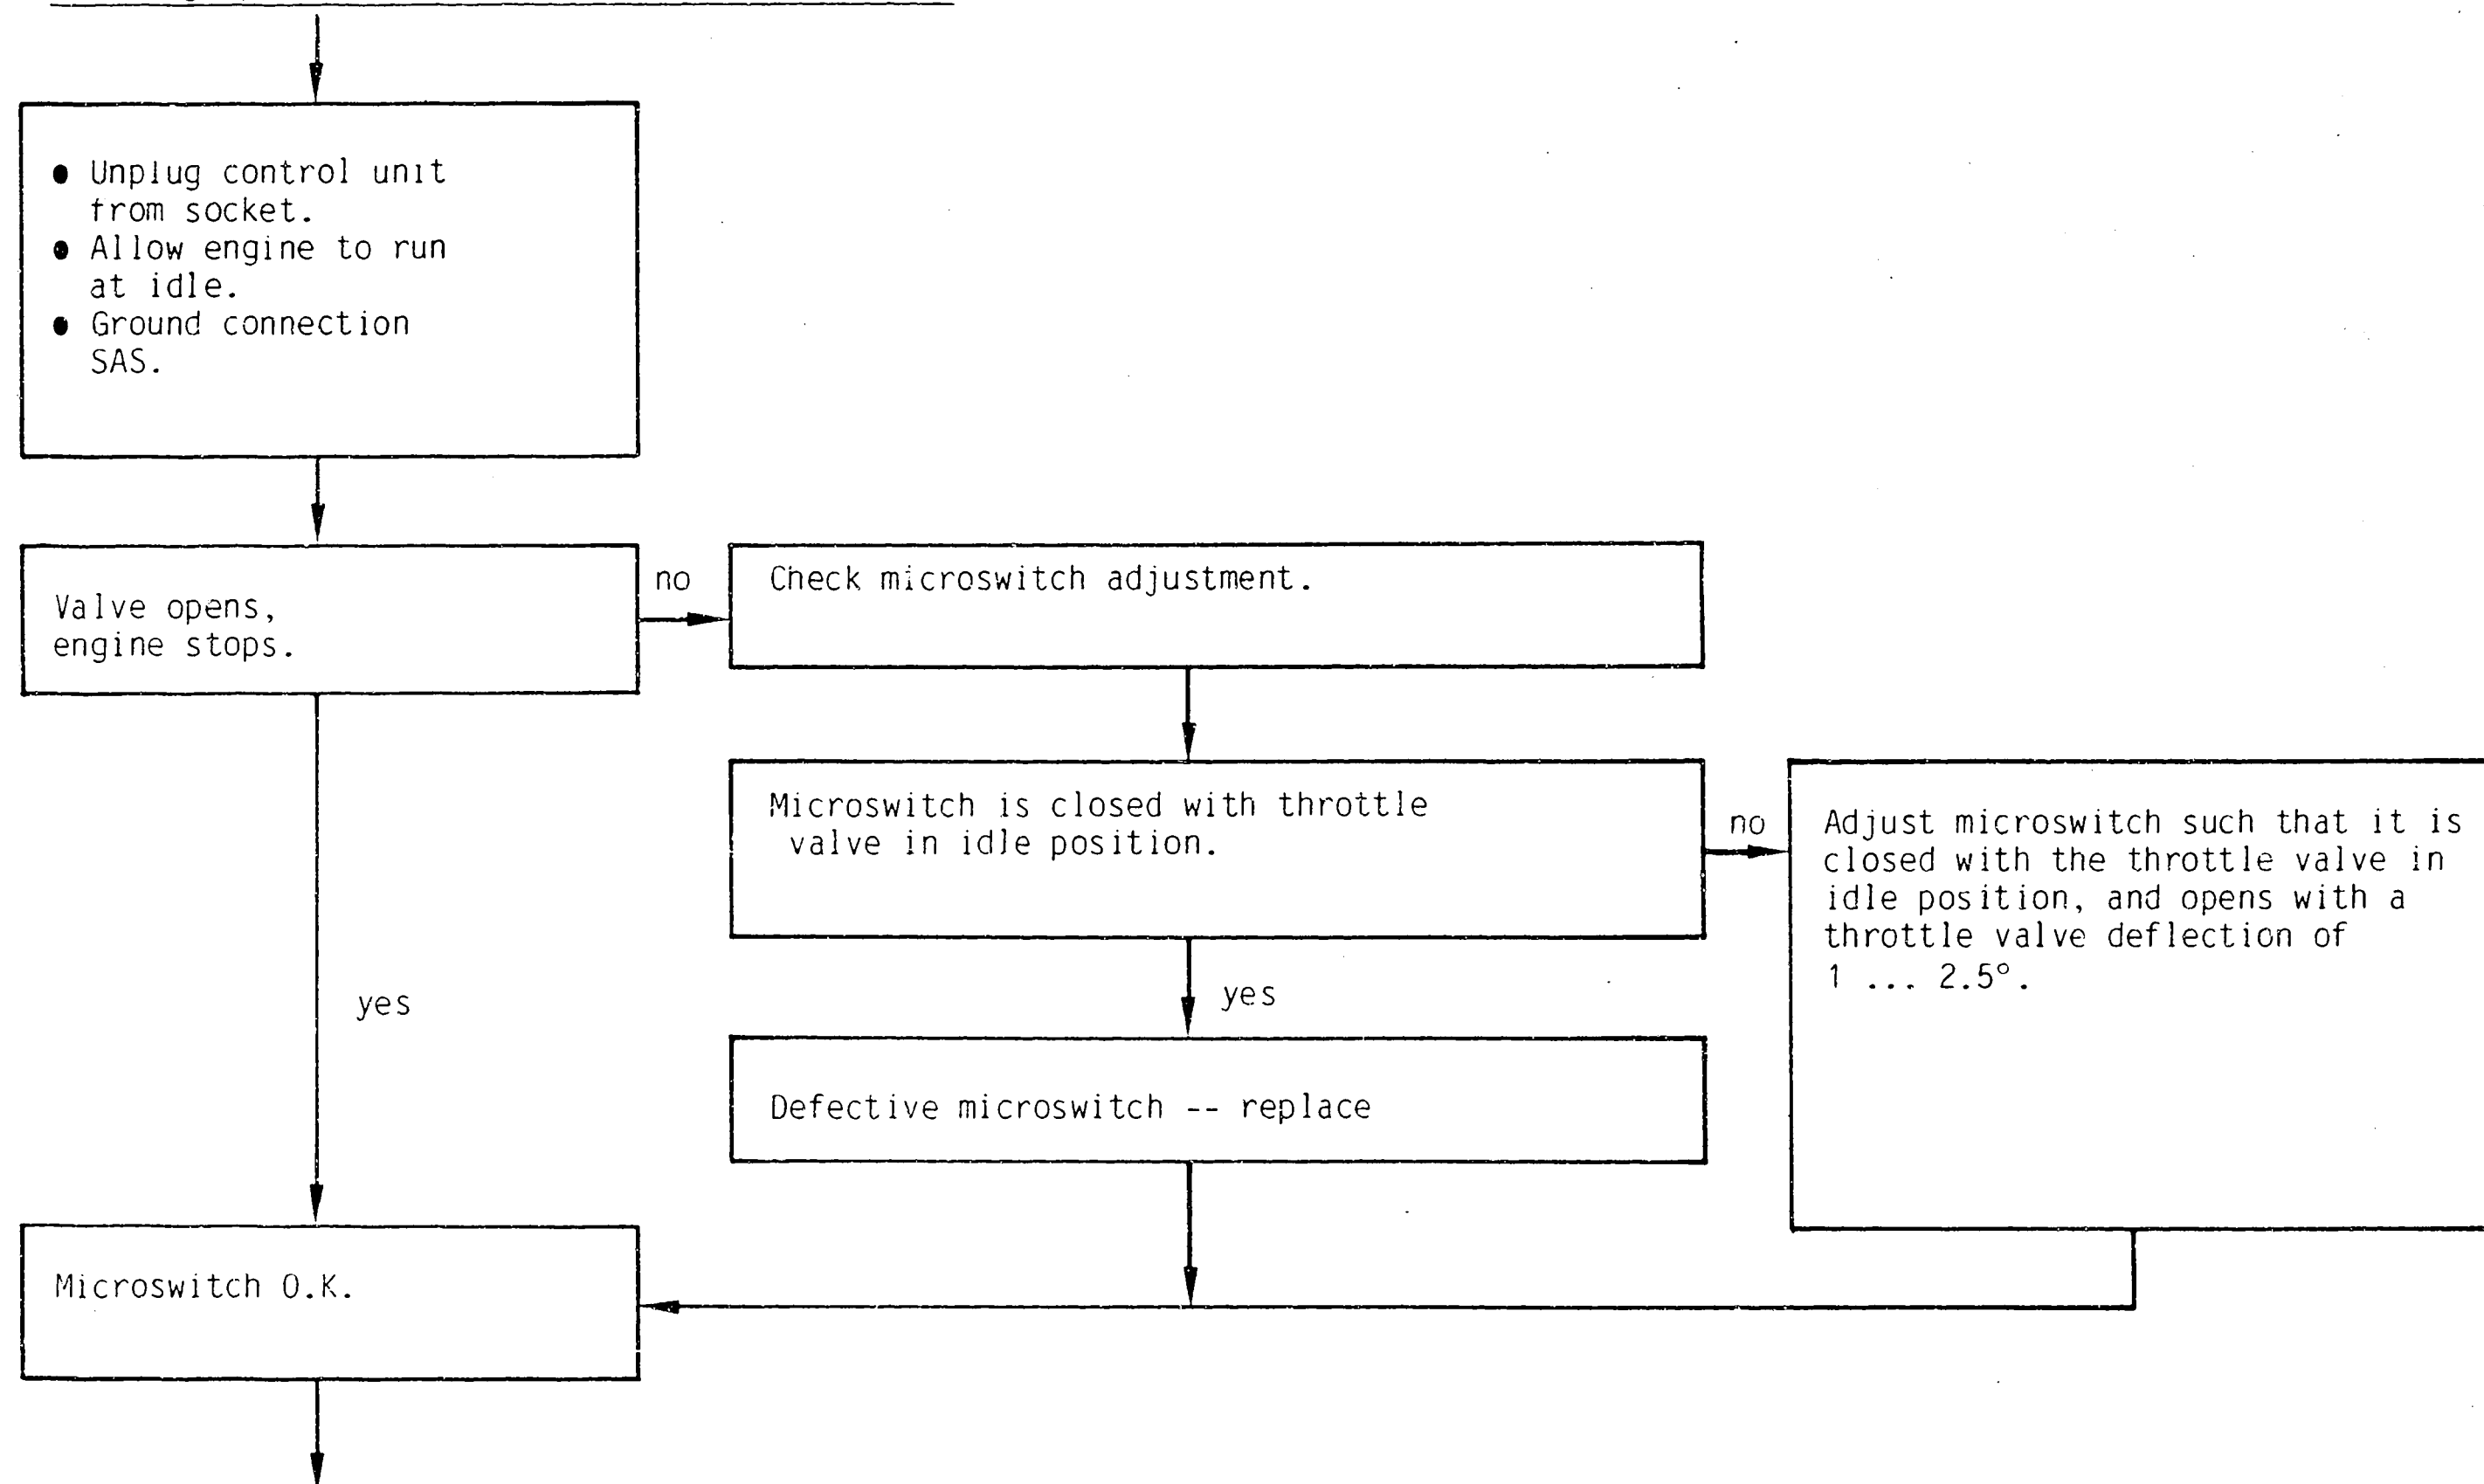 ● Unplug control unit
from socket.
● Allow engine to run
at idle.
● Ground connection
SAS.
Valve opens,
engine stops.
no
Check microswitch adjustment.
Microswitch is closed with throttle
valve in idle position.
no
Adjust microswitch such that it is
closed with the throttle valve in
idle position, and opens with a
throttle valve deflection of
1 ... 2.5°.
yes
yes
Defective microswitch -- replace
Microswitch O.K.